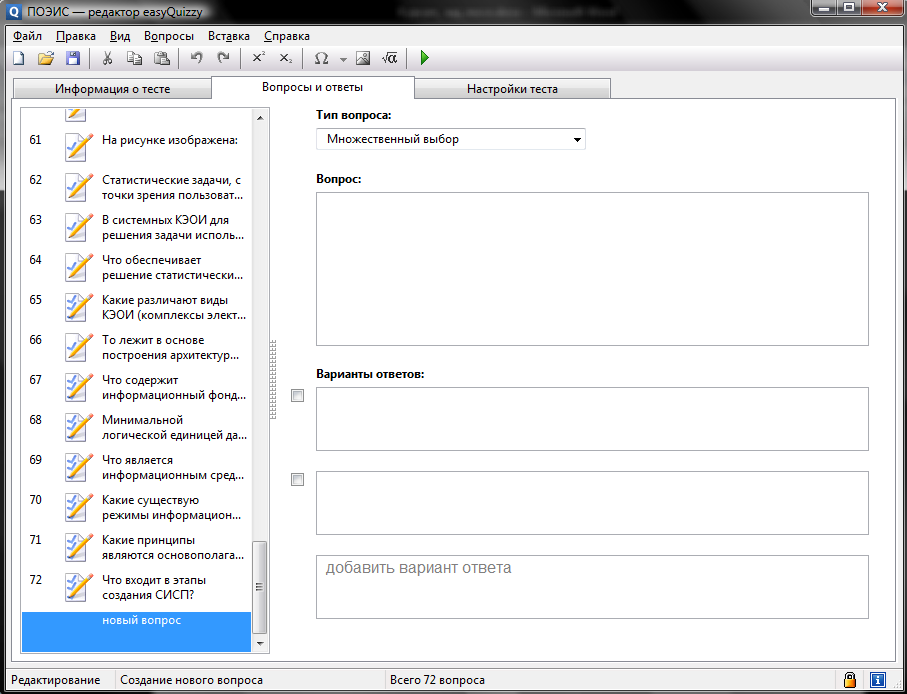 ПОЭИС — редактор easyQuizzy
Файл Правка Вид Вопросы Вставка Справка
Информация о тесте Вопросы и ответы Настройки теста
61 На рисунке изображена:
62 Статистические задачи, с
точки зрения пользоват...
63 В системных КЭОИ для
решения задачи исполь...
64 Что обеспечивает
решение статистически...
65 Какие различают виды
КЭОИ (комплексы элект...
66 То лежит в основе
построения архитектур...
67 Что содержит
информационный фонд...
68 Минимальной
логической единицей да...
69 Что является
информационным сред...
70 Какие существую
режимы информацион...
71 Какие принципы
являются основополага...
72 Что входит в этапы
создания СИСП?
новый вопрос
Тип вопроса:
Множественный выбор
Вопрос:
Варианты ответов:
добавить вариант ответа
Редактирование Создание нового вопроса Всего 72 вопроса